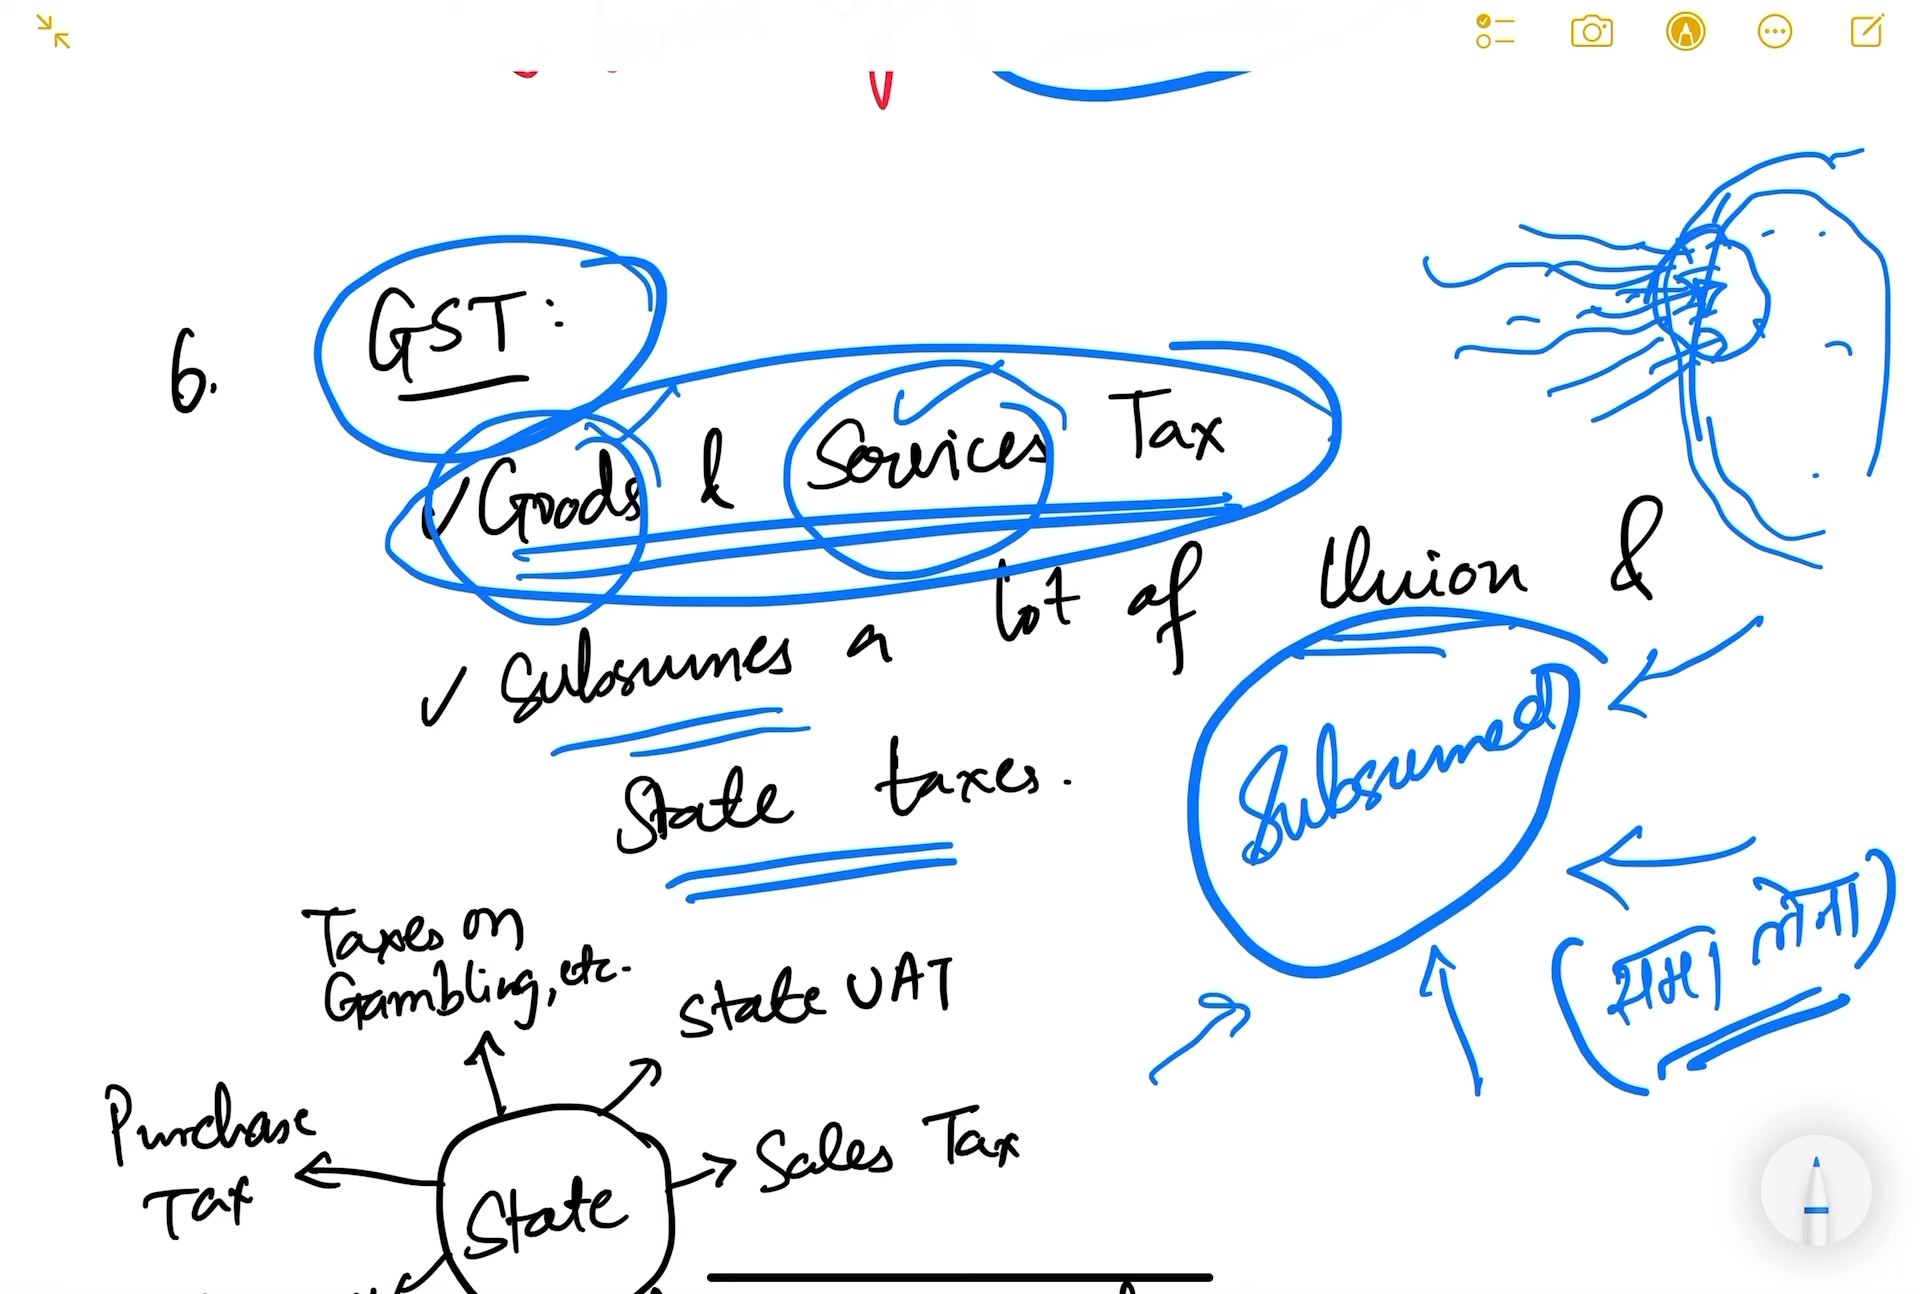 6. GST:
✓ Goods & Services Tax
✓ Subsumes a lot of Union &
State taxes.
Subsumed
(समा लेना)
Taxes on
Gambling, etc.
State VAT
Purchase
Tax
Sales Tax
State